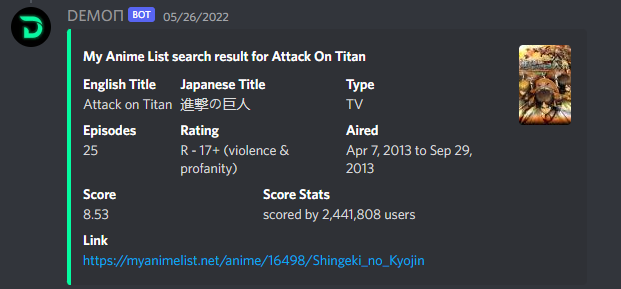 DEMOП BOT 05/26/2022
My Anime List search result for Attack On Titan
English Title Japanese Title Type
Attack on Titan 進撃の巨人 TV
Episodes Rating Aired
25 R - 17+ (violence & Apr 7, 2013 to Sep 29,
profanity) 2013
Score Score Stats
8.53 scored by 2,441,808 users
Link
https://myanimelist.net/anime/16498/Shingeki_no_Kyojin